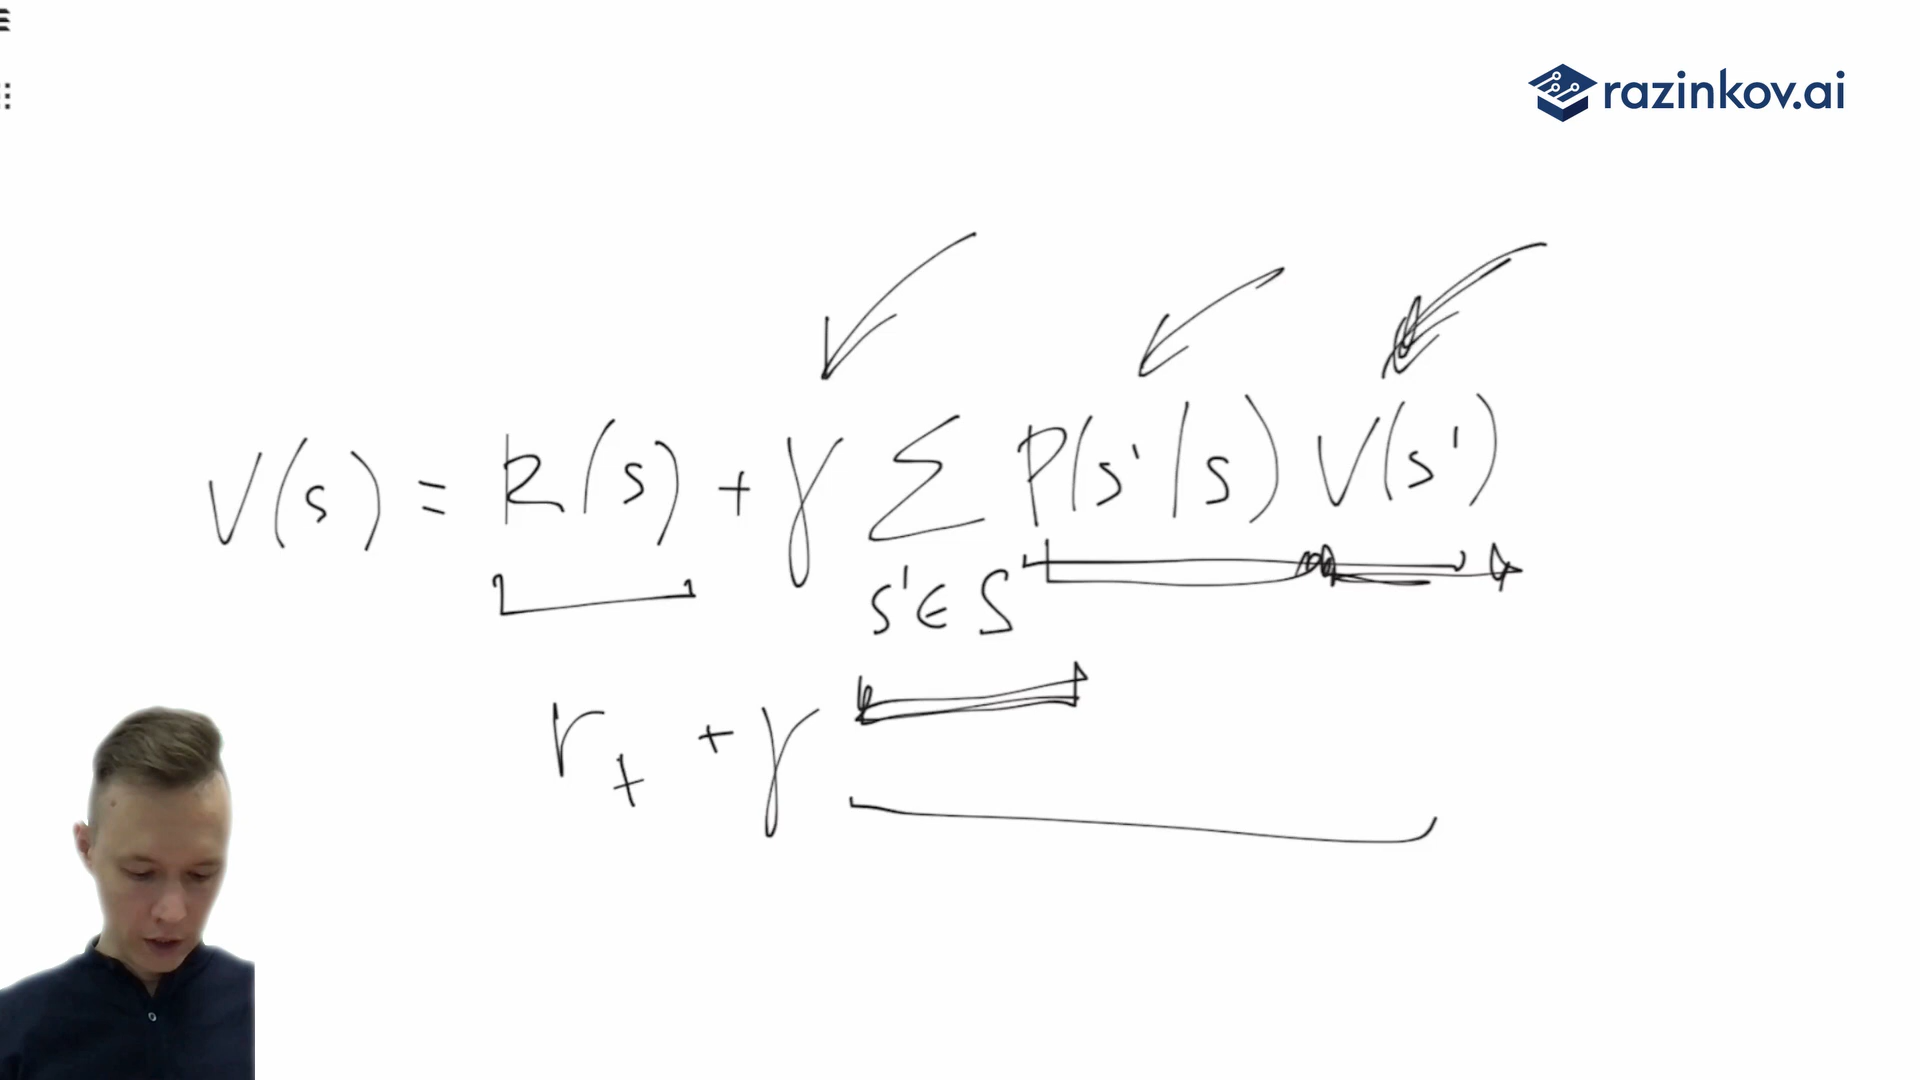 razinkov.ai
V(s) = R(s) + γ ∑ P(s'|s) V(s')
s'∈ S
r_t + γ